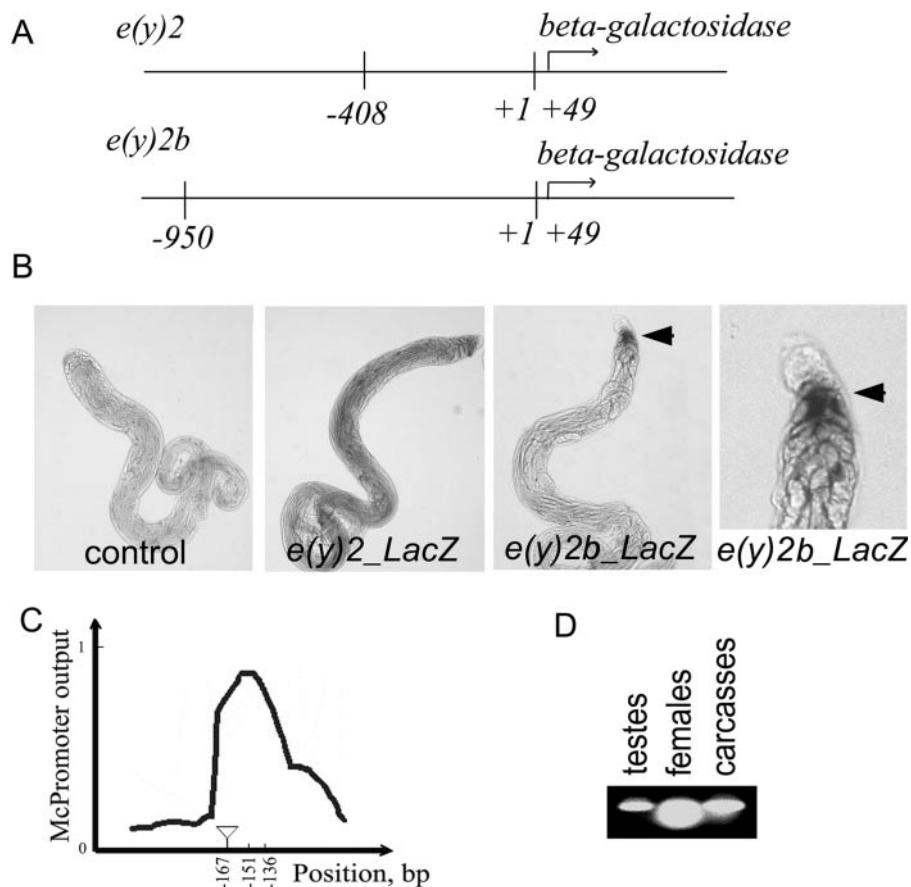 A
e(y)2
beta-galactosidase
-408
+1 +49
e(y)2b
beta-galactosidase
-950
+1 +49
B
control
e(y)2_LacZ
e(y)2b_LacZ
e(y)2b_LacZ
C
McPromoter output
1
0
-167
-151
-136
Position, bp
D
testes
females
carcasses